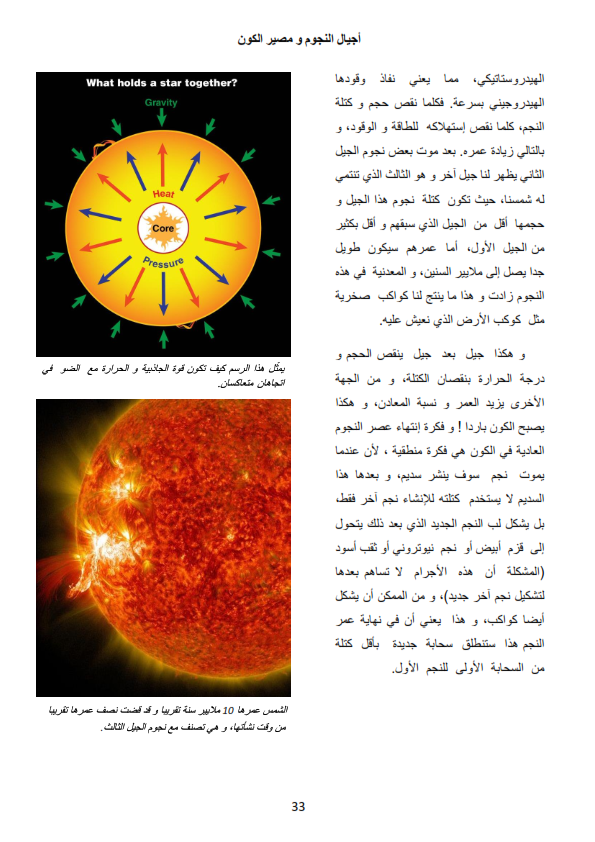 أجيال النجوم و مصير الكون
الهيدروستاتيكي، مما يعني نفاذ وقودها
الهيدروجيني بسرعة. فكلما نقص حجم و كتلة
النجم، كلما نقص إستهلاكه للطاقة و الوقود، و
بالتالي زيادة عمره. بعد موت بعض نجوم الجيل
الثاني يظهر لنا جيل آخر و هو الثالث الذي تنتمي
له شمسنا، حيث تكون كتلة نجوم هذا الجيل و
حجمها أقل من الجيل الذي سبقهم و أقل بكثير
من الجيل الأول، أما عمرهم سيكون طويل
جدا يصل إلى ملايير السنين، و المعدنية في هذه
النجوم زادت و هذا ما ينتج لنا كواكب صخرية
مثل كوكب الأرض الذي نعيش عليه.
و هكذا جيل بعد جيل ينقص الحجم و
درجة الحرارة بنقصان الكتلة، و من الجهة
الأخرى يزيد العمر و نسبة المعادن، و هكذا
يصبح الكون باردا ! و فكرة إنتهاء عصر النجوم
العادية في الكون هي فكرة منطقية ، لأن عندما
يموت نجم سوف ينشر سديم، و بعدها هذا
السديم لا يستخدم كتلته للإنشاء نجم آخر فقط،
بل يشكل لب النجم الجديد الذي بعد ذلك يتحول
إلى قزم أبيض أو نجم نيوتروني أو ثقب أسود
(المشكلة أن هذه الأجرام لا تساهم بعدها
لتشكيل نجم آخر جديد)، و من الممكن أن يشكل
أيضا كواكب، و هذا يعني أن في نهاية عمر
النجم هذا ستنطلق سحابة جديدة بأقل كتلة
من السحابة الأولى للنجم الأول.
What holds a star together?
Gravity
Heat
Core
Pressure
يمثّل هذا الرسم كيف تكون قوة الجاذبية و الحرارة مع الضو في
اتجاهان متعاكسان.
الشمس عمرها 10 ملايير سنة تقريبا و قد قضت نصف عمرها تقريبا
من وقت نشأتها، و هي تصنف مع نجوم الجيل الثالث.
33